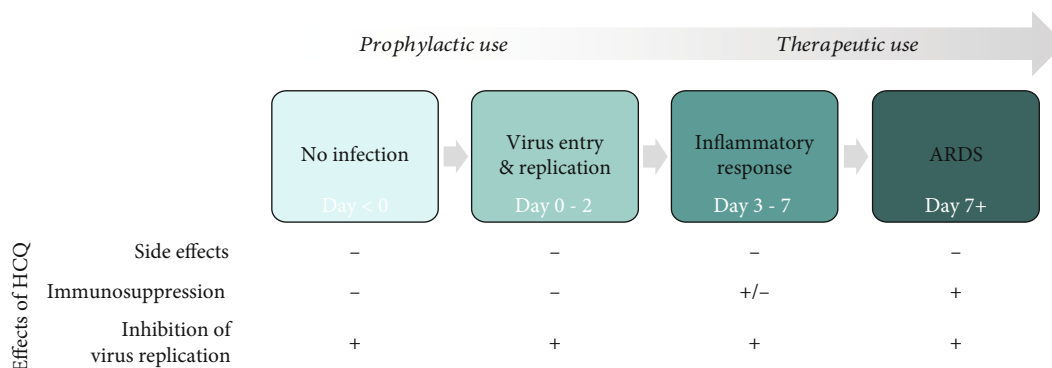 Prophylactic use Therapeutic use
No infection
Day < 0
Virus entry
& replication
Day 0 - 2
Inflammatory
response
Day 3 - 7
ARDS
Day 7+
Effects of HCQ
Side effects – – – –
Immunosuppression – – +/– +
Inhibition of
virus replication + + + +